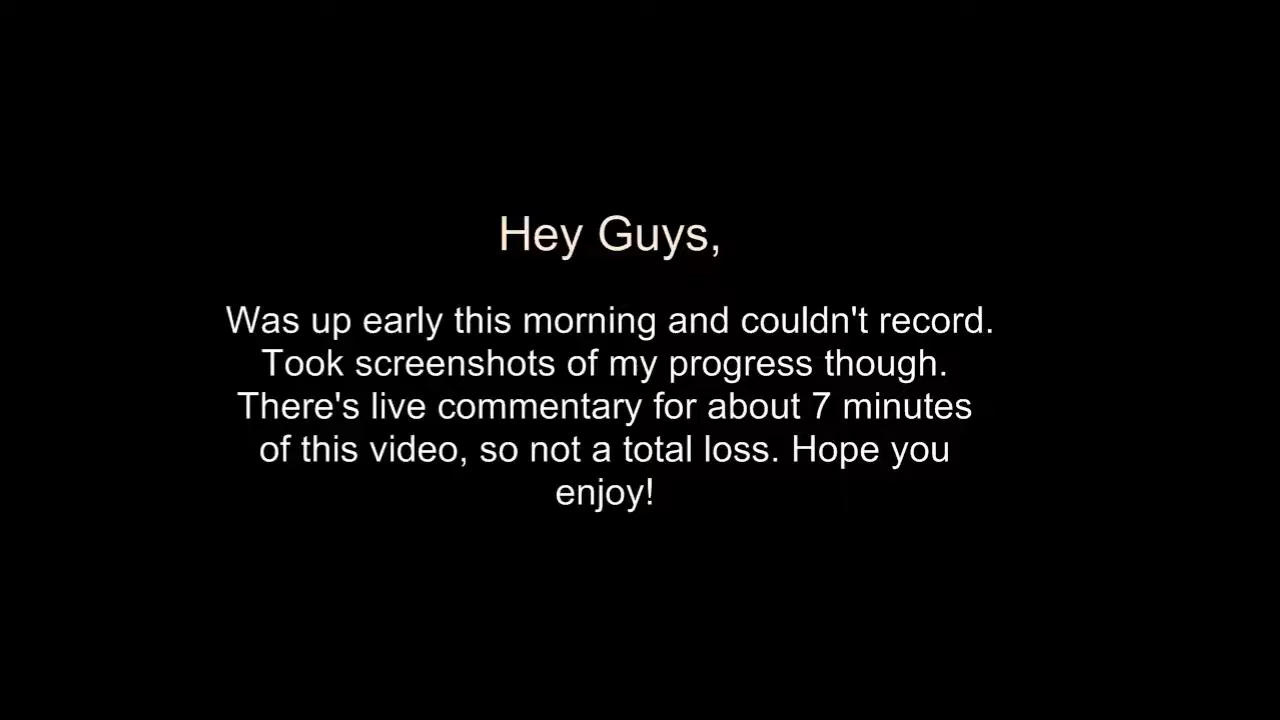 Hey Guys,
Was up early this morning and couldn't record.
Took screenshots of my progress though.
There's live commentary for about 7 minutes
of this video, so not a total loss. Hope you
enjoy!